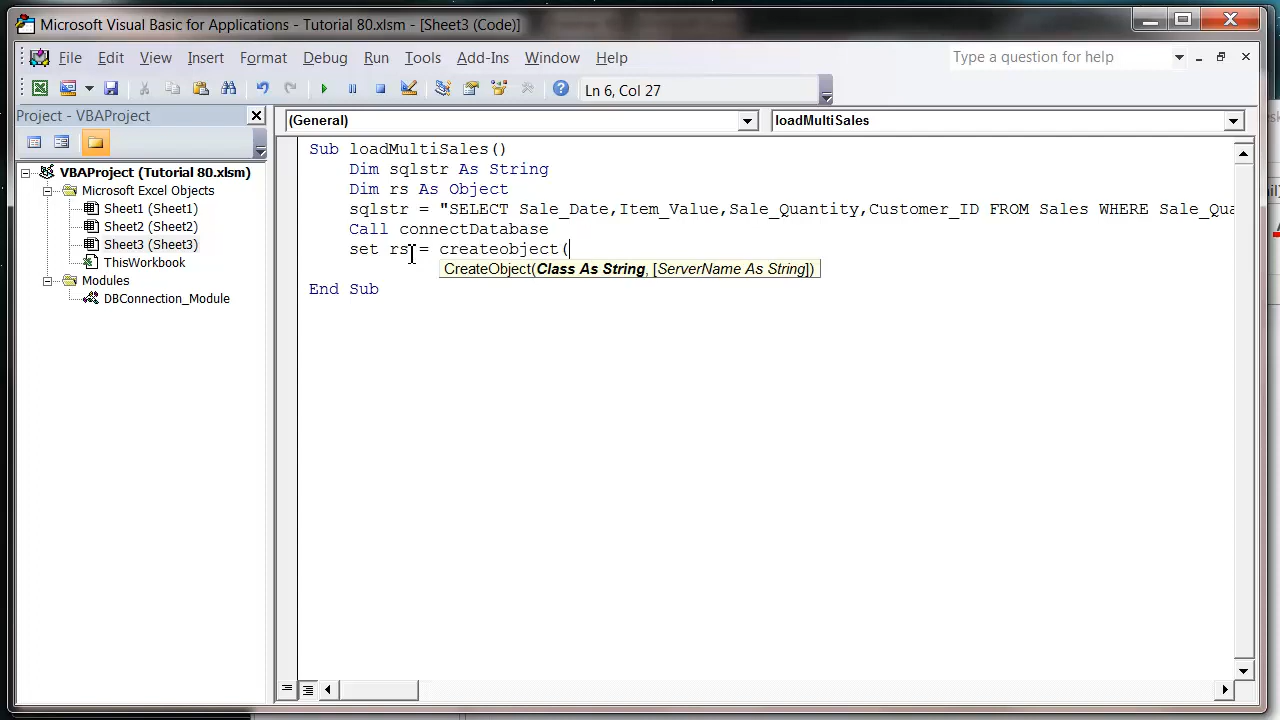 Microsoft Visual Basic for Applications - Tutorial 80.xlsm - [Sheet3 (Code)]
File Edit View Insert Format Debug Run Tools Add-Ins Window Help
Type a question for help
Ln 6, Col 27
Project - VBAProject
(General)
loadMultiSales
VBAProject (Tutorial 80.xlsm)
Microsoft Excel Objects
Sheet1 (Sheet1)
Sheet2 (Sheet2)
Sheet3 (Sheet3)
ThisWorkbook
Modules
DBConnection_Module
Sub loadMultiSales()
Dim sqlstr As String
Dim rs As Object
sqlstr = "SELECT Sale_Date,Item_Value,Sale_Quantity,Customer_ID FROM Sales WHERE Sale_Qua
Call connectDatabase
set rs = createobject(
CreateObject(Class As String, [ServerName As String])
End Sub